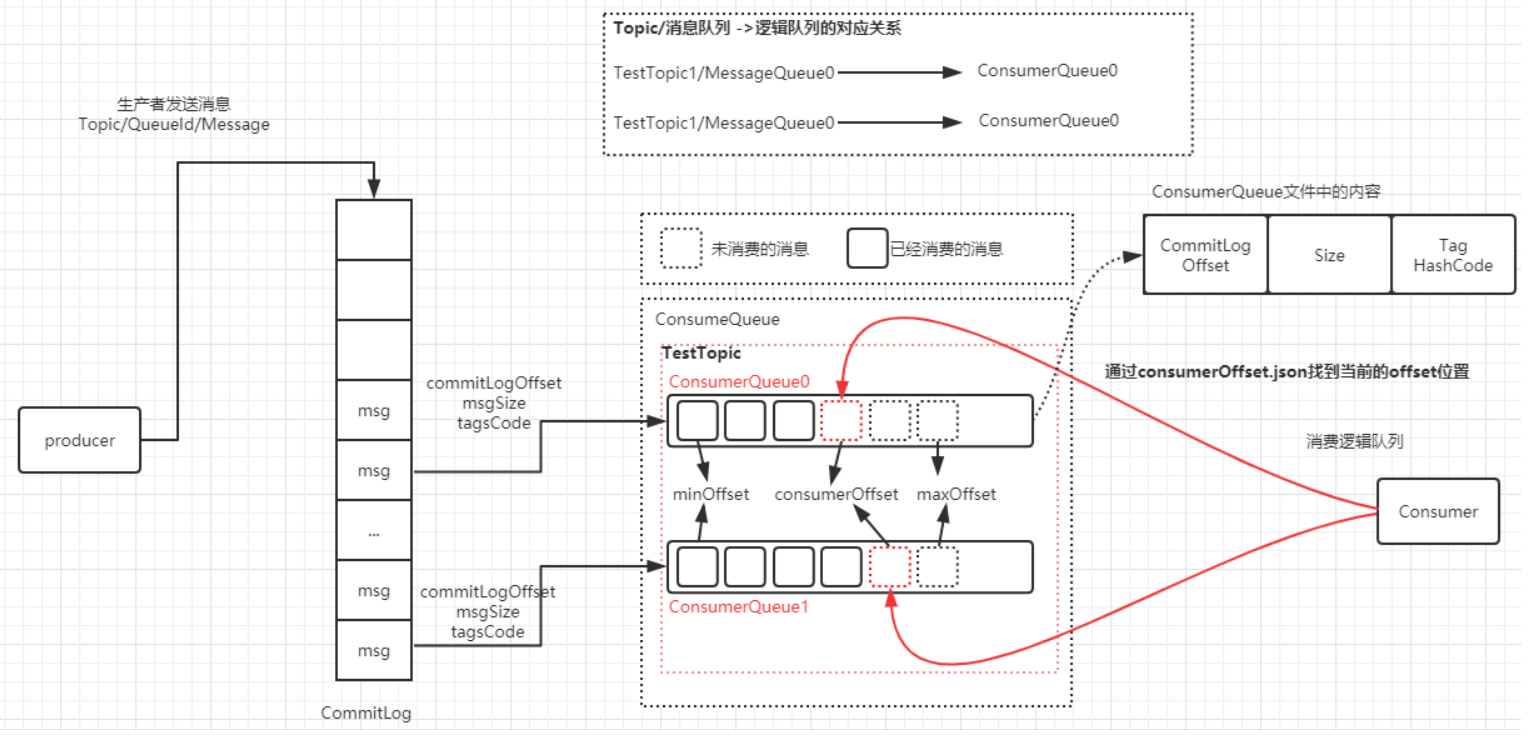 Topic/消息队列 ->逻辑队列的对应关系
TestTopic1/MessageQueue0
ConsumerQueue0
TestTopic1/MessageQueue0
ConsumerQueue0
生产者发送消息
Topic/QueueId/Message
ConsumerQueue文件中的内容
CommitLog
Offset
Size
Tag
HashCode
未消费的消息
已经消费的消息
ConsumeQueue
TestTopic
ConsumerQueue0
通过consumerOffset.json找到当前的offset位置
commitLogOffset
msgSize
tagsCode
producer
msg
msg
...
msg
msg
minOffset
consumerOffset
maxOffset
消费逻辑队列
Consumer
commitLogOffset
msgSize
tagsCode
ConsumerQueue1
CommitLog